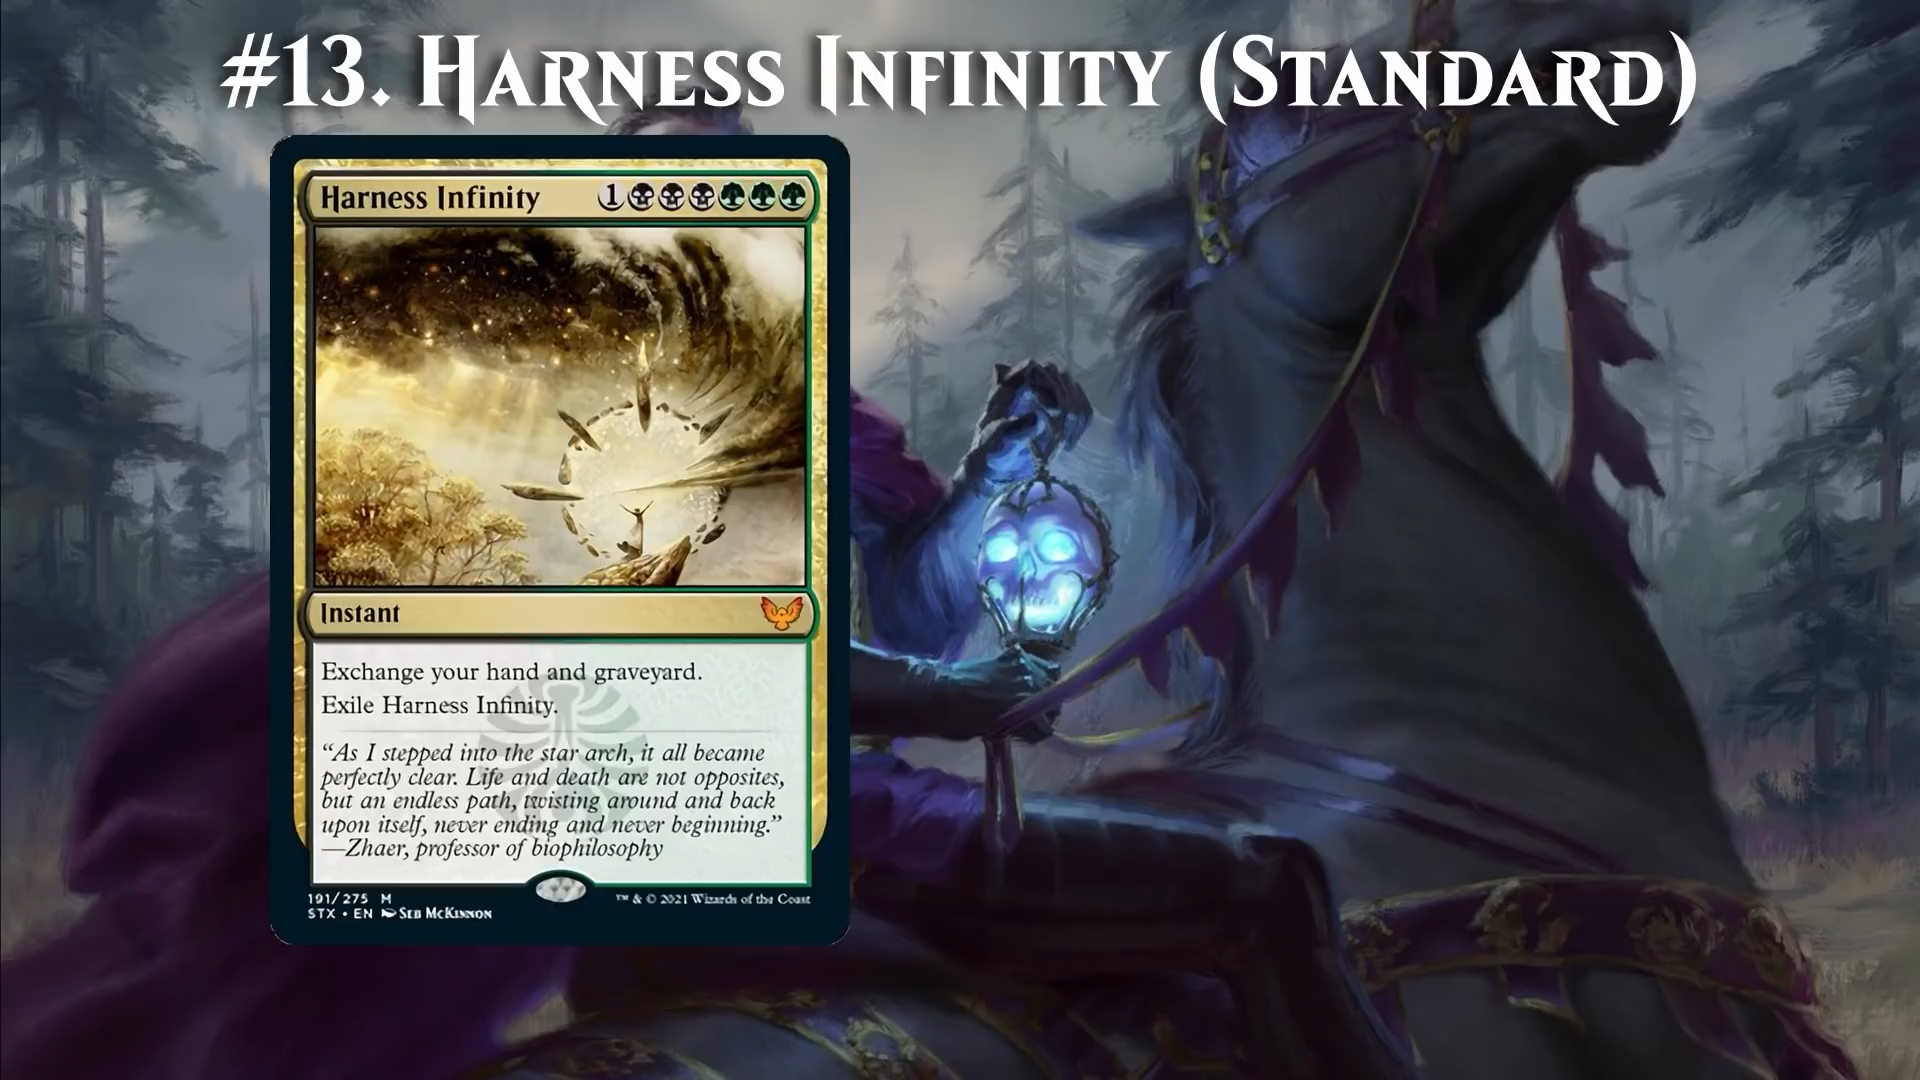 #13. Harness Infinity (Standard)
Harness Infinity 1
Instant
Exchange your hand and graveyard.
Exile Harness Infinity.
“As I stepped into the star arch, it all became
perfectly clear. Life and death are not opposites,
but an endless path, twisting around and back
upon itself, never ending and never beginning.”
—Zhaer, professor of biophilosophy
191/275 M
STX • EN Seb McKinnon
™ & © 2021 Wizards of the Coast